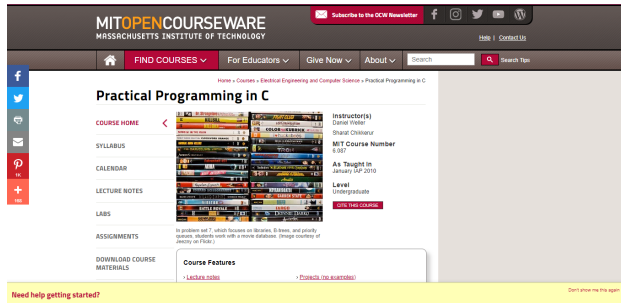 MITOPENCOURSEWARE
MASSACHUSETTS INSTITUTE OF TECHNOLOGY
Subscribe to the OCW Newsletter
Help | Contact Us
FIND COURSES
For Educators
Give Now
About
Search
Search Tips
Home » Courses » Electrical Engineering and Computer Science » Practical Programming in C
Practical Programming in C
COURSE HOME
SYLLABUS
CALENDAR
LECTURE NOTES
LABS
ASSIGNMENTS
DOWNLOAD COURSE
MATERIALS
In problem set 7, which focuses on libraries, B-trees, and priority
queues, students work with a movie database. (Image courtesy of
on Flickr.)
Instructor(s)
Daniel Weller
Sharat Chikkerur
MIT Course Number
6.087
As Taught In
January IAP 2010
Level
Undergraduate
CITE THIS COURSE
Course Features
› Lecture notes
› Projects (no examples)
Need help getting started?
Don't show me this again